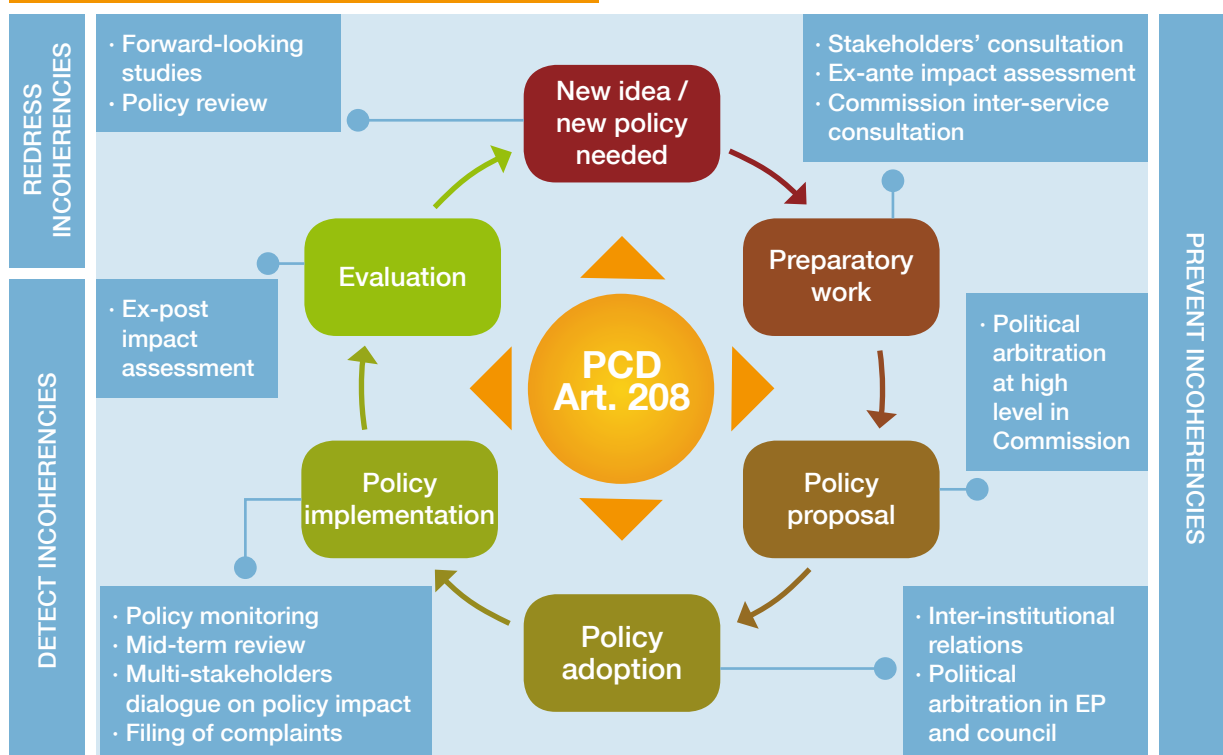 REDRESS
INCOHERENCIES
· Forward-looking
studies
· Policy review
New idea /
new policy
needed
· Stakeholders’ consultation
· Ex-ante impact assessment
· Commission inter-service
consultation
PREVENT INCOHERENCIES
Evaluation
Preparatory
work
DETECT INCOHERENCIES
· Ex-post
impact
assessment
PCD
Art. 208
· Political
arbitration
at high
level in
Commission
Policy
implementation
Policy
proposal
· Policy monitoring
· Mid-term review
· Multi-stakeholders
dialogue on policy impact
· Filing of complaints
Policy
adoption
· Inter-institutional
relations
· Political
arbitration in EP
and council